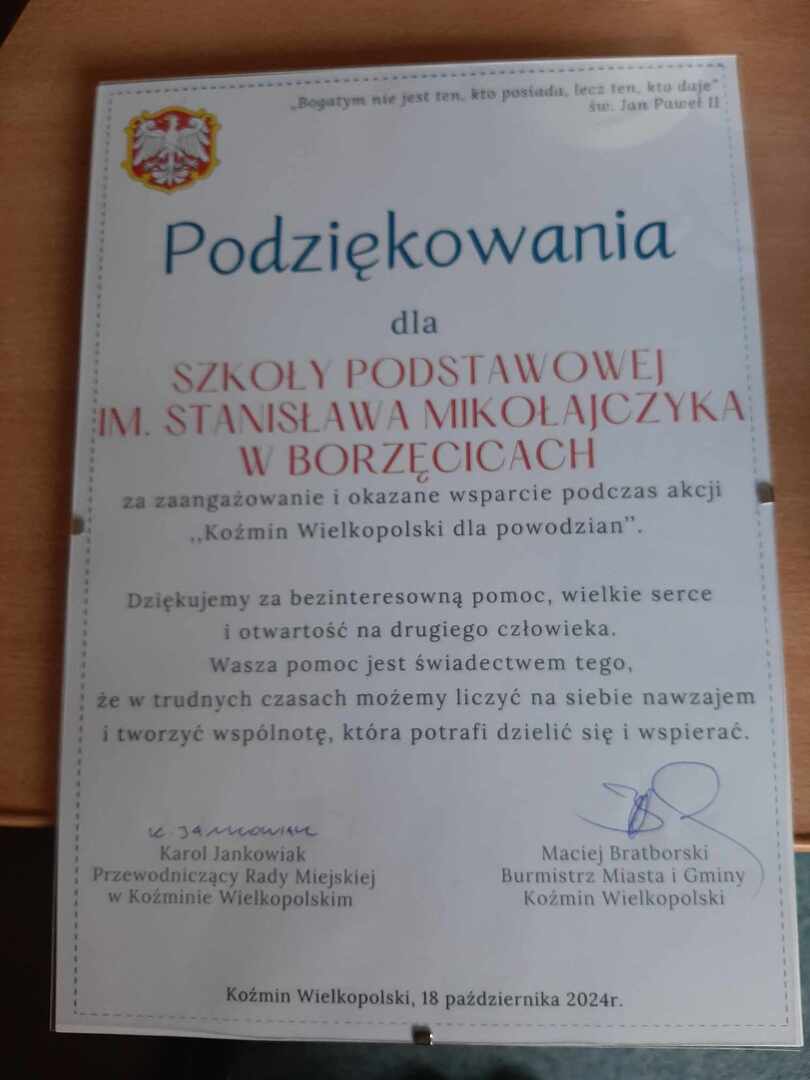 „Bogatym nie jest ten, kto posiada, lecz ten, kto daje”
św. Jan Paweł II
Podziękowania
dla
SZKOŁY PODSTAWOWEJ
IM. STANISŁAWA MIKOŁAJCZYKA
W BORZĘCICACH
za zaangażowanie i okazane wsparcie podczas akcji
,,Koźmin Wielkopolski dla powodzian”.
Dziękujemy za bezinteresowną pomoc, wielkie serce
i otwartość na drugiego człowieka.
Wasza pomoc jest świadectwem tego,
że w trudnych czasach możemy liczyć na siebie nawzajem
i tworzyć wspólnotę, która potrafi dzielić się i wspierać.
K. Jankowiak
Karol Jankowiak
Przewodniczący Rady Miejskiej
w Koźminie Wielkopolskim
Maciej Bratborski
Burmistrz Miasta i Gminy
Koźmin Wielkopolski
Koźmin Wielkopolski, 18 października 2024r.